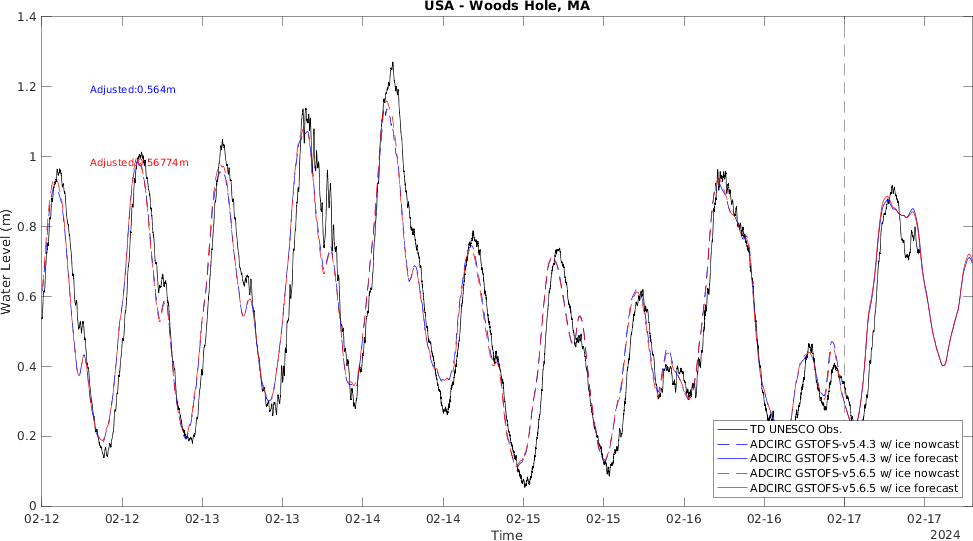 USA - Woods Hole, MA
1.4
1.2
1
0.8
0.6
0.4
0.2
0
Water Level (m)
Adjusted:0.564m
Adjusted: 56774m
TD UNESCO Obs.
ADCIRC GSTOFS-v5.4.3 w/ ice nowcast
ADCIRC GSTOFS-v5.4.3 w/ ice forecast
ADCIRC GSTOFS-v5.6.5 w/ ice nowcast
ADCIRC GSTOFS-v5.6.5 w/ ice forecast
02-12 02-12 02-13 02-13 02-14 02-14 02-15 02-15 02-16 02-16 02-17 02-17
Time
2024